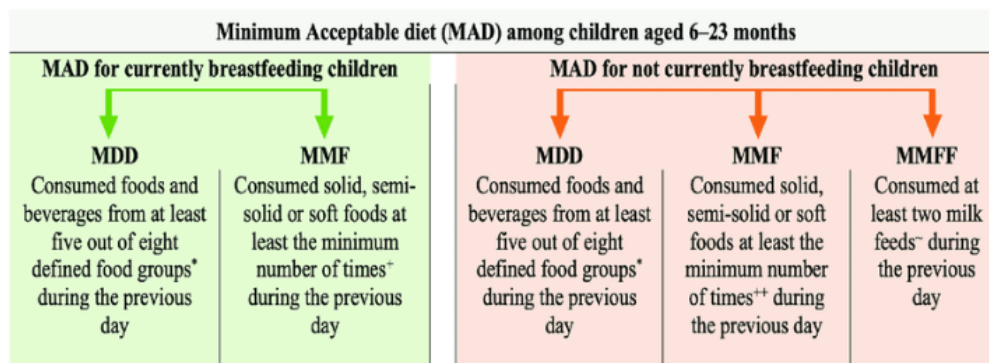 Minimum Acceptable diet (MAD) among children aged 6–23 months
MAD for currently breastfeeding children
MDD
Consumed foods and
beverages from at least
five out of eight
defined food groups*
during the previous
day
MMF
Consumed solid, semi-
solid or soft foods at
least the minimum
number of times⁺
during the previous
day
MAD for not currently breastfeeding children
MDD
Consumed foods and
beverages from at least
five out of eight
defined food groups*
during the previous
day
MMF
Consumed solid,
semi-solid or soft
foods at least the
minimum number
of times⁺⁺ during
the previous day
MMFF
Consumed at
least two milk
feeds~ during
the previous
day